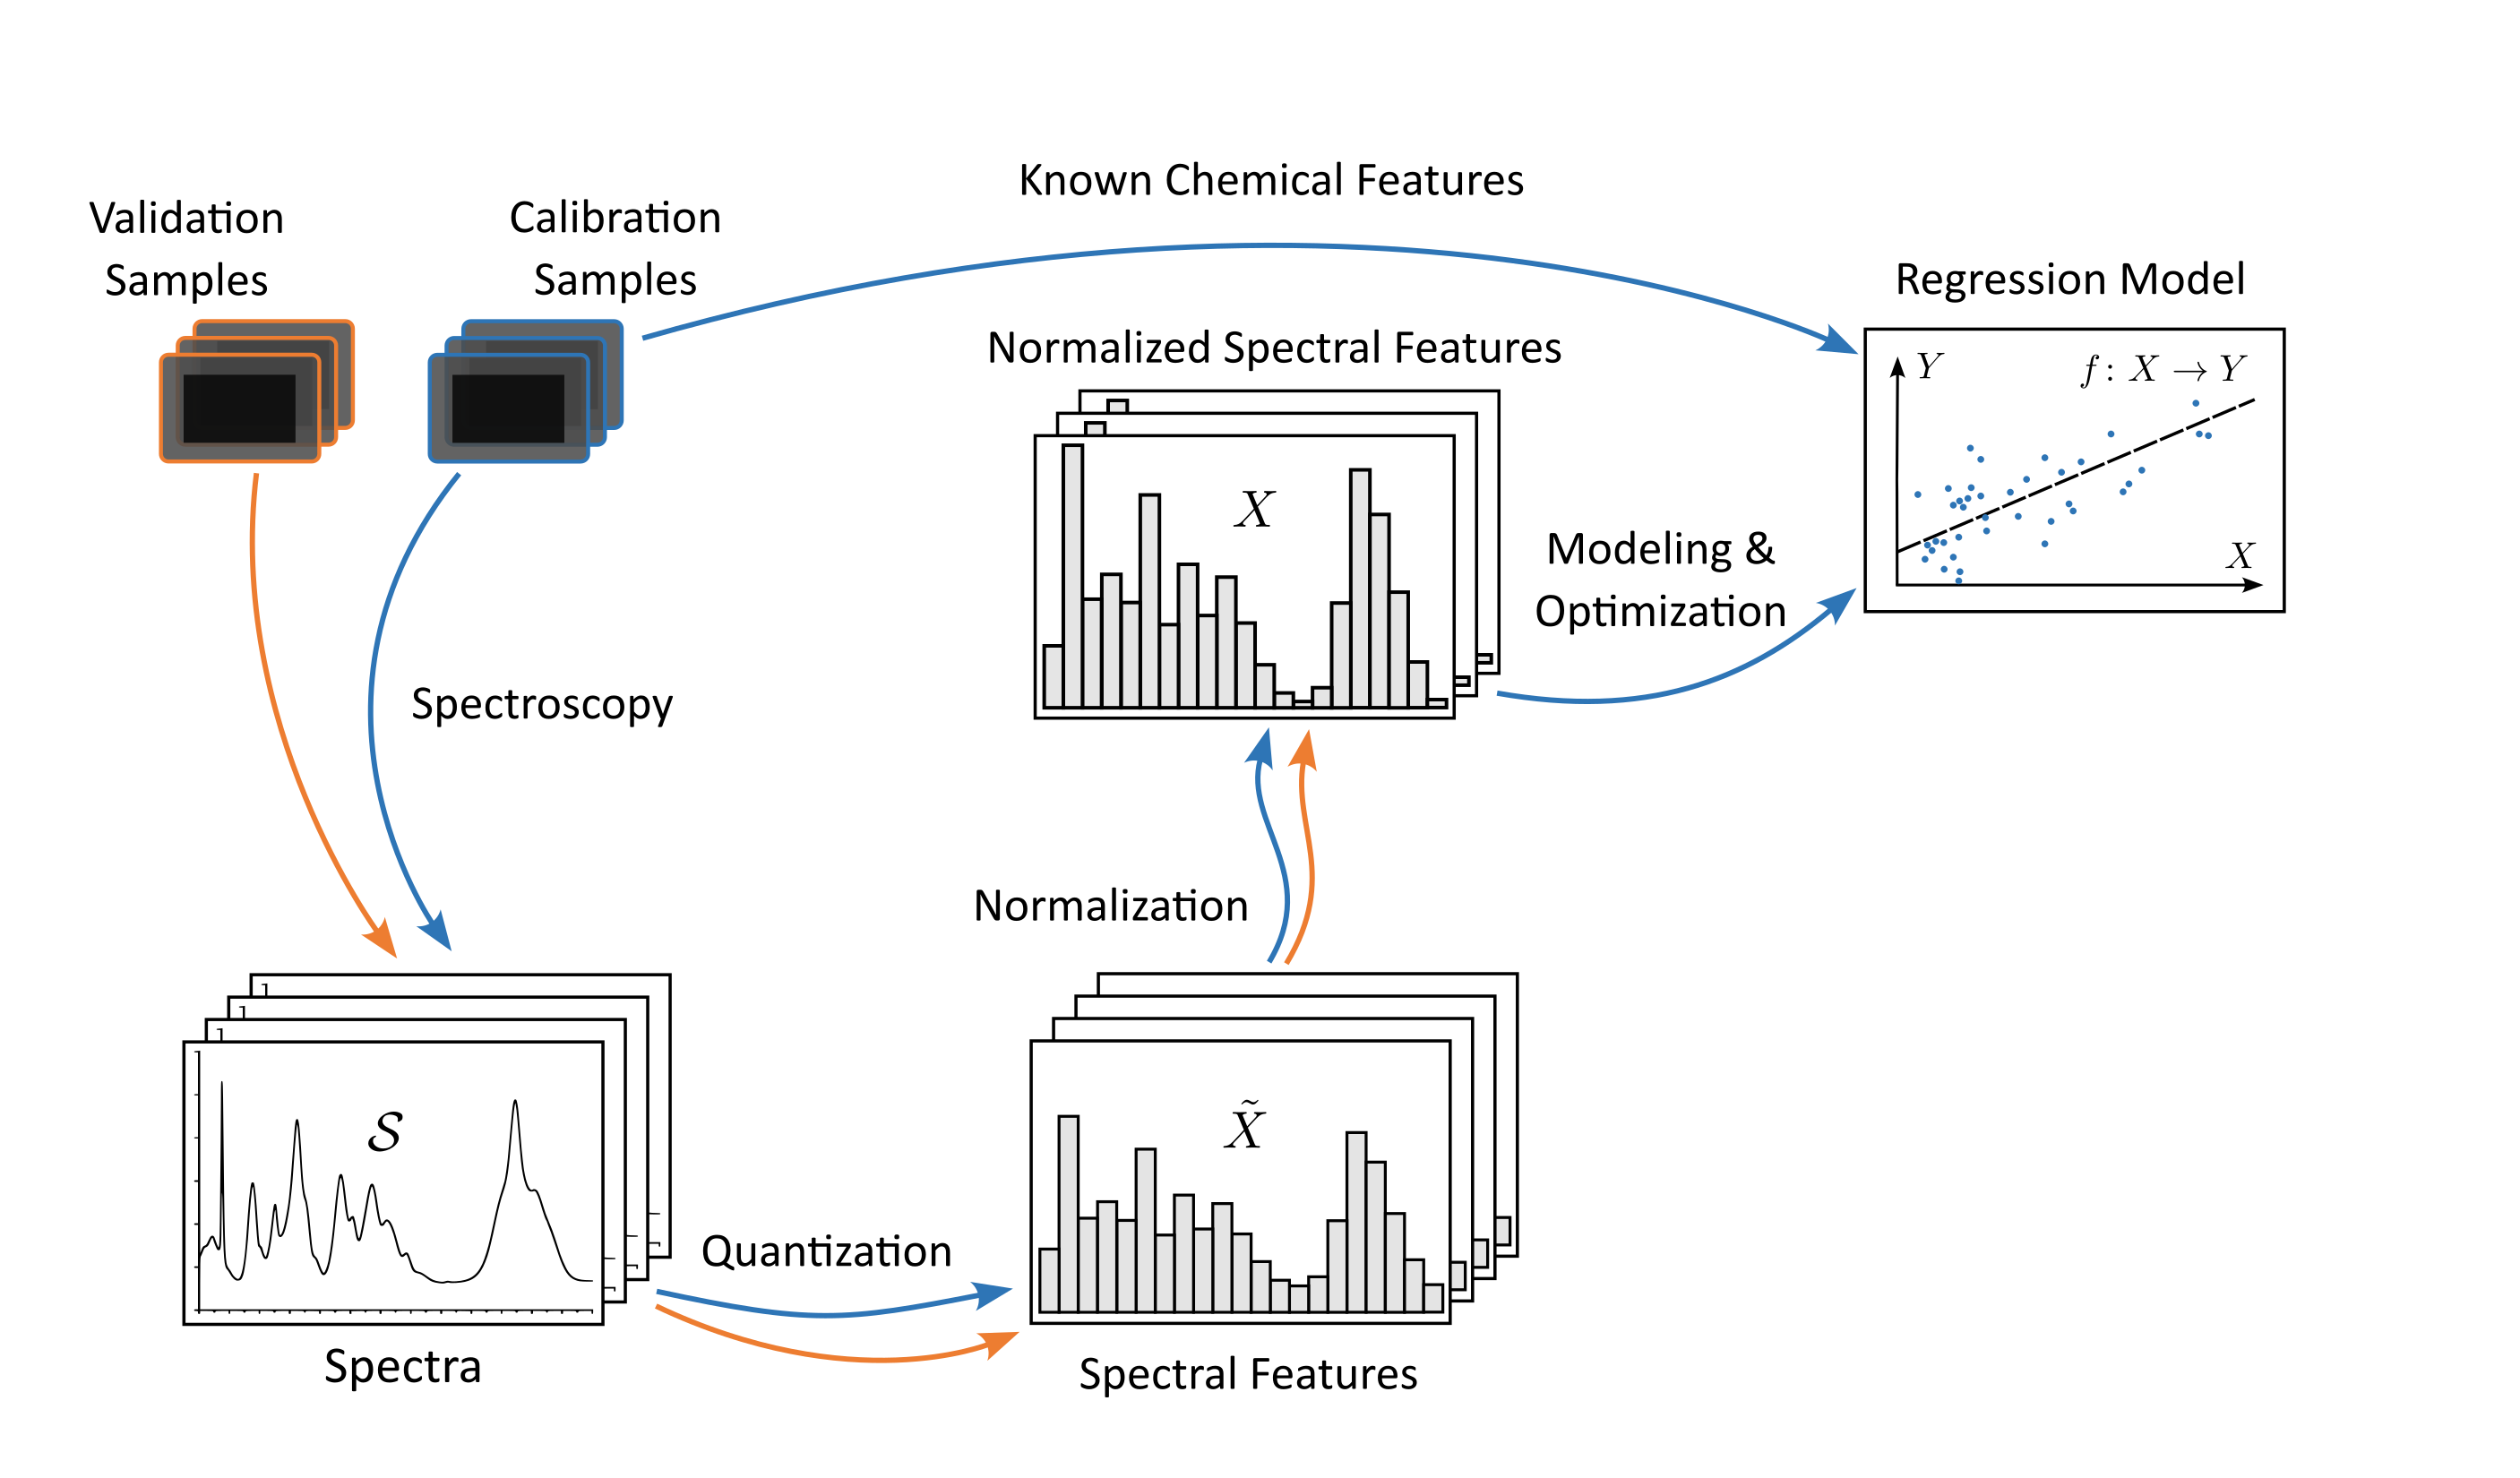 Known Chemical Features
Validation
Samples
Calibration
Samples
Regression Model
Normalized Spectral Features
Y
f : X → Y
X
X
Modeling &
Optimization
Spectroscopy
Normalization
S
X̃
Quantization
Spectra
Spectral Features